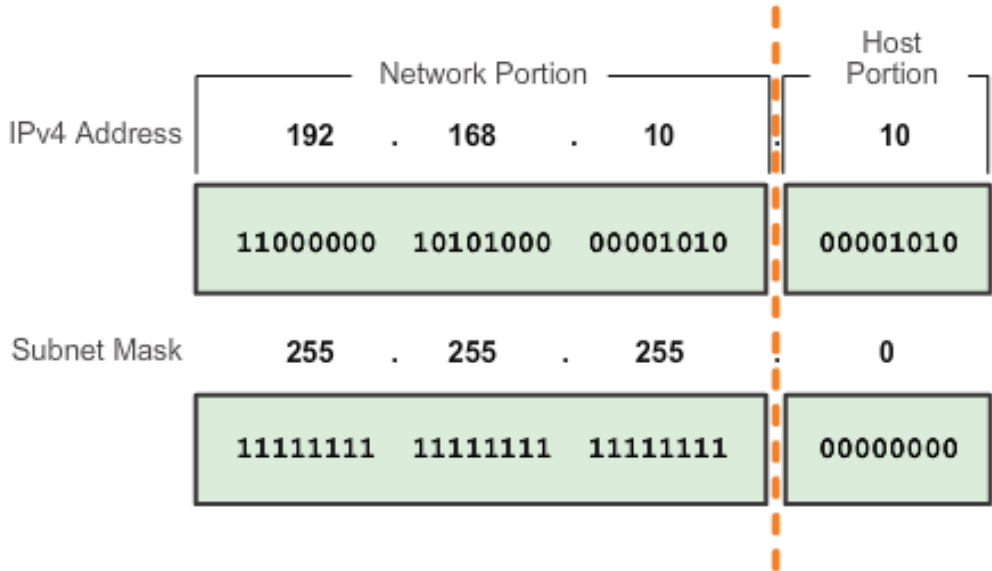 Host
Network Portion Portion
IPv4 Address 192 . 168 . 10 . 10
11000000 10101000 00001010 00001010
Subnet Mask 255 . 255 . 255 . 0
11111111 11111111 11111111 00000000